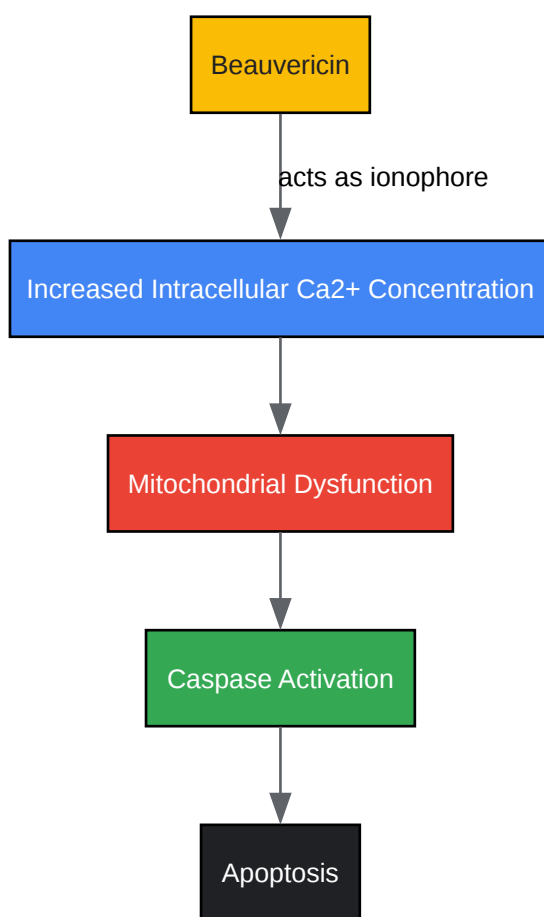 Beauvericin
acts as ionophore
Increased Intracellular Ca2+ Concentration
Mitochondrial Dysfunction
Caspase Activation
Apoptosis